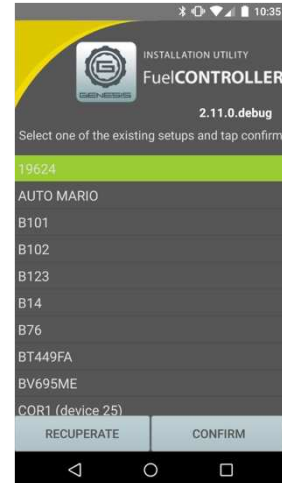 10:35
GENESIS
INSTALLATION UTILITY
FuelCONTROLLER
2.11.0.debug
Select one of the existing setups and tap confirm
19624
AUTO MARIO
B101
B102
B123
B14
B76
BT449FA
BV695ME
COR1 (device 25)
RECUPERATE CONFIRM